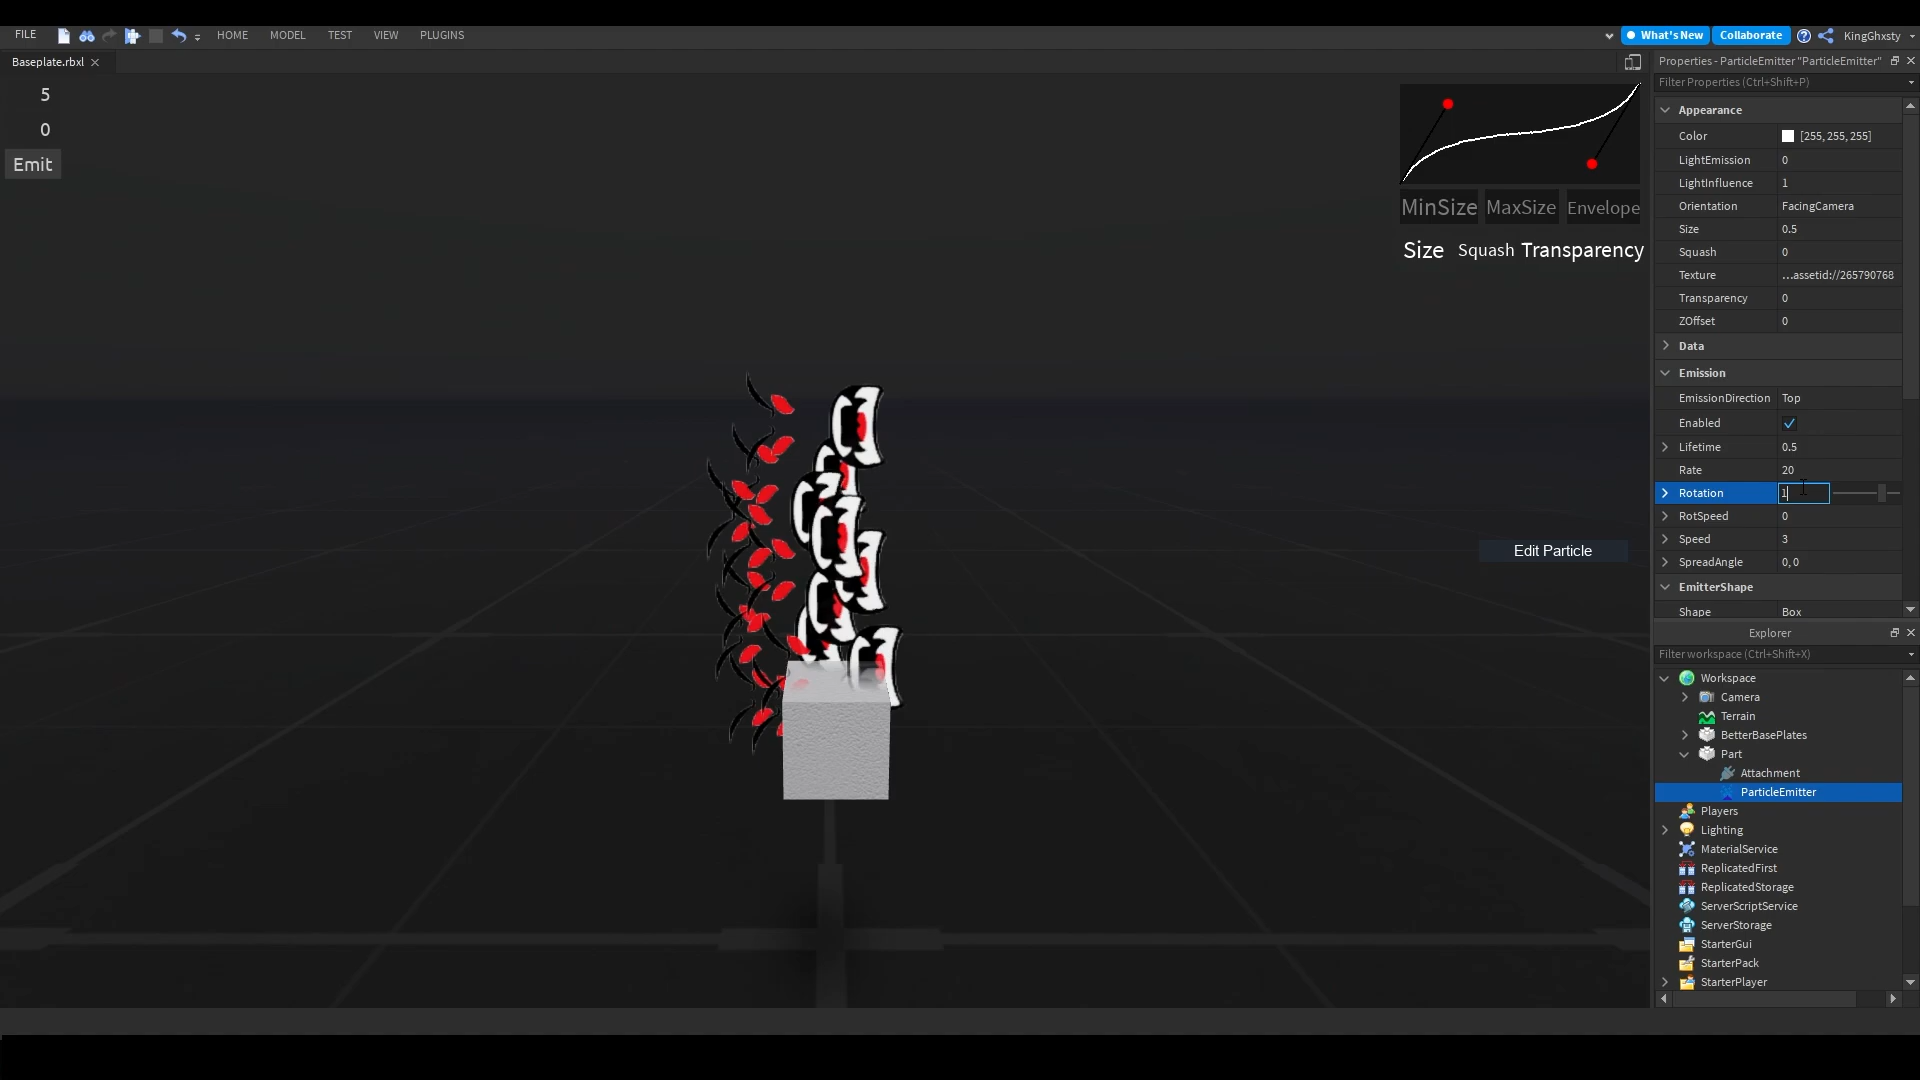 FILE
HOME
MODEL
TEST
VIEW
PLUGINS
What's New
Collaborate
KingGhxsty
Baseplate.rbxl
5
0
Emit
MinSize MaxSize Envelope
Size Squash Transparency
Edit Particle
Properties - ParticleEmitter "ParticleEmitter"
Filter Properties (Ctrl+Shift+P)
Appearance
Color [255, 255, 255]
LightEmission 0
LightInfluence 1
Orientation FacingCamera
Size 0.5
Squash 0
Texture ...assetid://265790768
Transparency 0
ZOffset 0
Data
Emission
EmissionDirection Top
Enabled
Lifetime 0.5
Rate 20
Rotation 1
RotSpeed 0
Speed 3
SpreadAngle 0, 0
EmitterShape
Shape Box
Explorer
Filter workspace (Ctrl+Shift+X)
Workspace
Camera
Terrain
BetterBasePlates
Part
Attachment
ParticleEmitter
Players
Lighting
MaterialService
ReplicatedFirst
ReplicatedStorage
ServerScriptService
ServerStorage
StarterGui
StarterPack
StarterPlayer